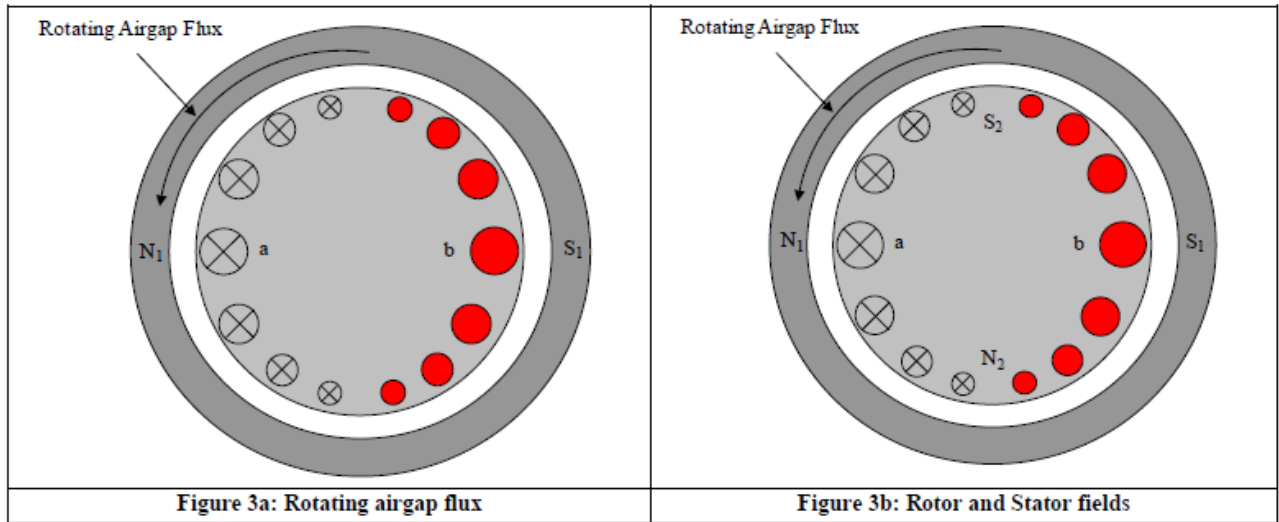 Rotating Airgap Flux
N₁
a
b
S₁
Figure 3a: Rotating airgap flux
Rotating Airgap Flux
S₂
N₁
a
b
S₁
N₂
Figure 3b: Rotor and Stator fields